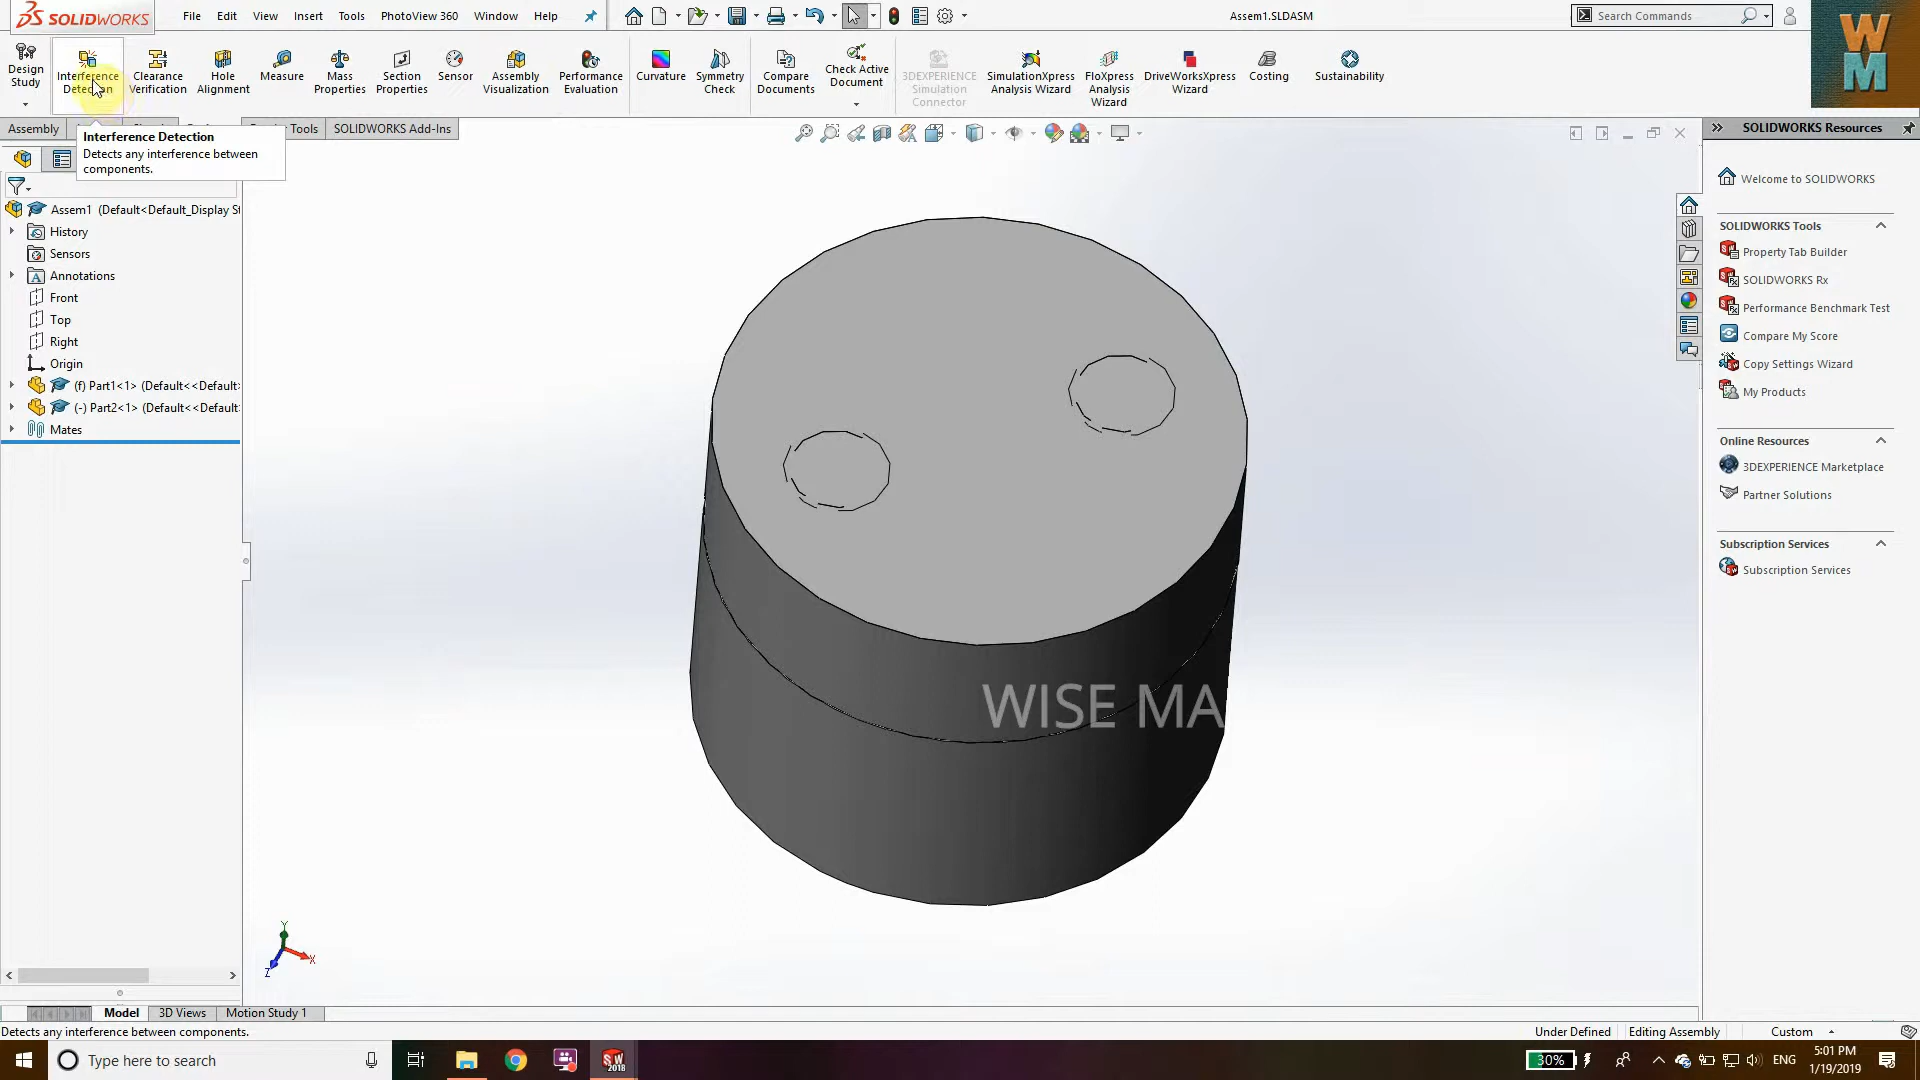 SOLIDWORKS File Edit View Insert Tools PhotoView 360 Window Help Assem1.SLDASM Search Commands
WM
Design Study
Interference Detection
Clearance Verification
Hole Alignment
Measure
Mass Properties
Section Properties
Sensor
Assembly Visualization
Performance Evaluation
Curvature
Symmetry Check
Compare Documents
Check Active Document
3DEXPERIENCE Simulation Connector
SimulationXpress Analysis Wizard
FloXpress Analysis Wizard
DriveWorksXpress Wizard
Costing
Sustainability
Assembly Tools SOLIDWORKS Add-Ins
Interference Detection
Detects any interference between
components.
Assem1 (Default<Default_Display St
History
Sensors
Annotations
Front
Top
Right
Origin
(f) Part1<1> (Default<<Default:
(-) Part2<1> (Default<<Default:
Mates
WISE MA
Y
X
Z
SOLIDWORKS Resources
Welcome to SOLIDWORKS
SOLIDWORKS Tools
Property Tab Builder
SOLIDWORKS Rx
Performance Benchmark Test
Compare My Score
Copy Settings Wizard
My Products
Online Resources
3DEXPERIENCE Marketplace
Partner Solutions
Subscription Services
Subscription Services
Model 3D Views Motion Study 1
Detects any interference between components. Under Defined Editing Assembly Custom
Type here to search
SW 2018
30%
ENG
5:01 PM
1/19/2019